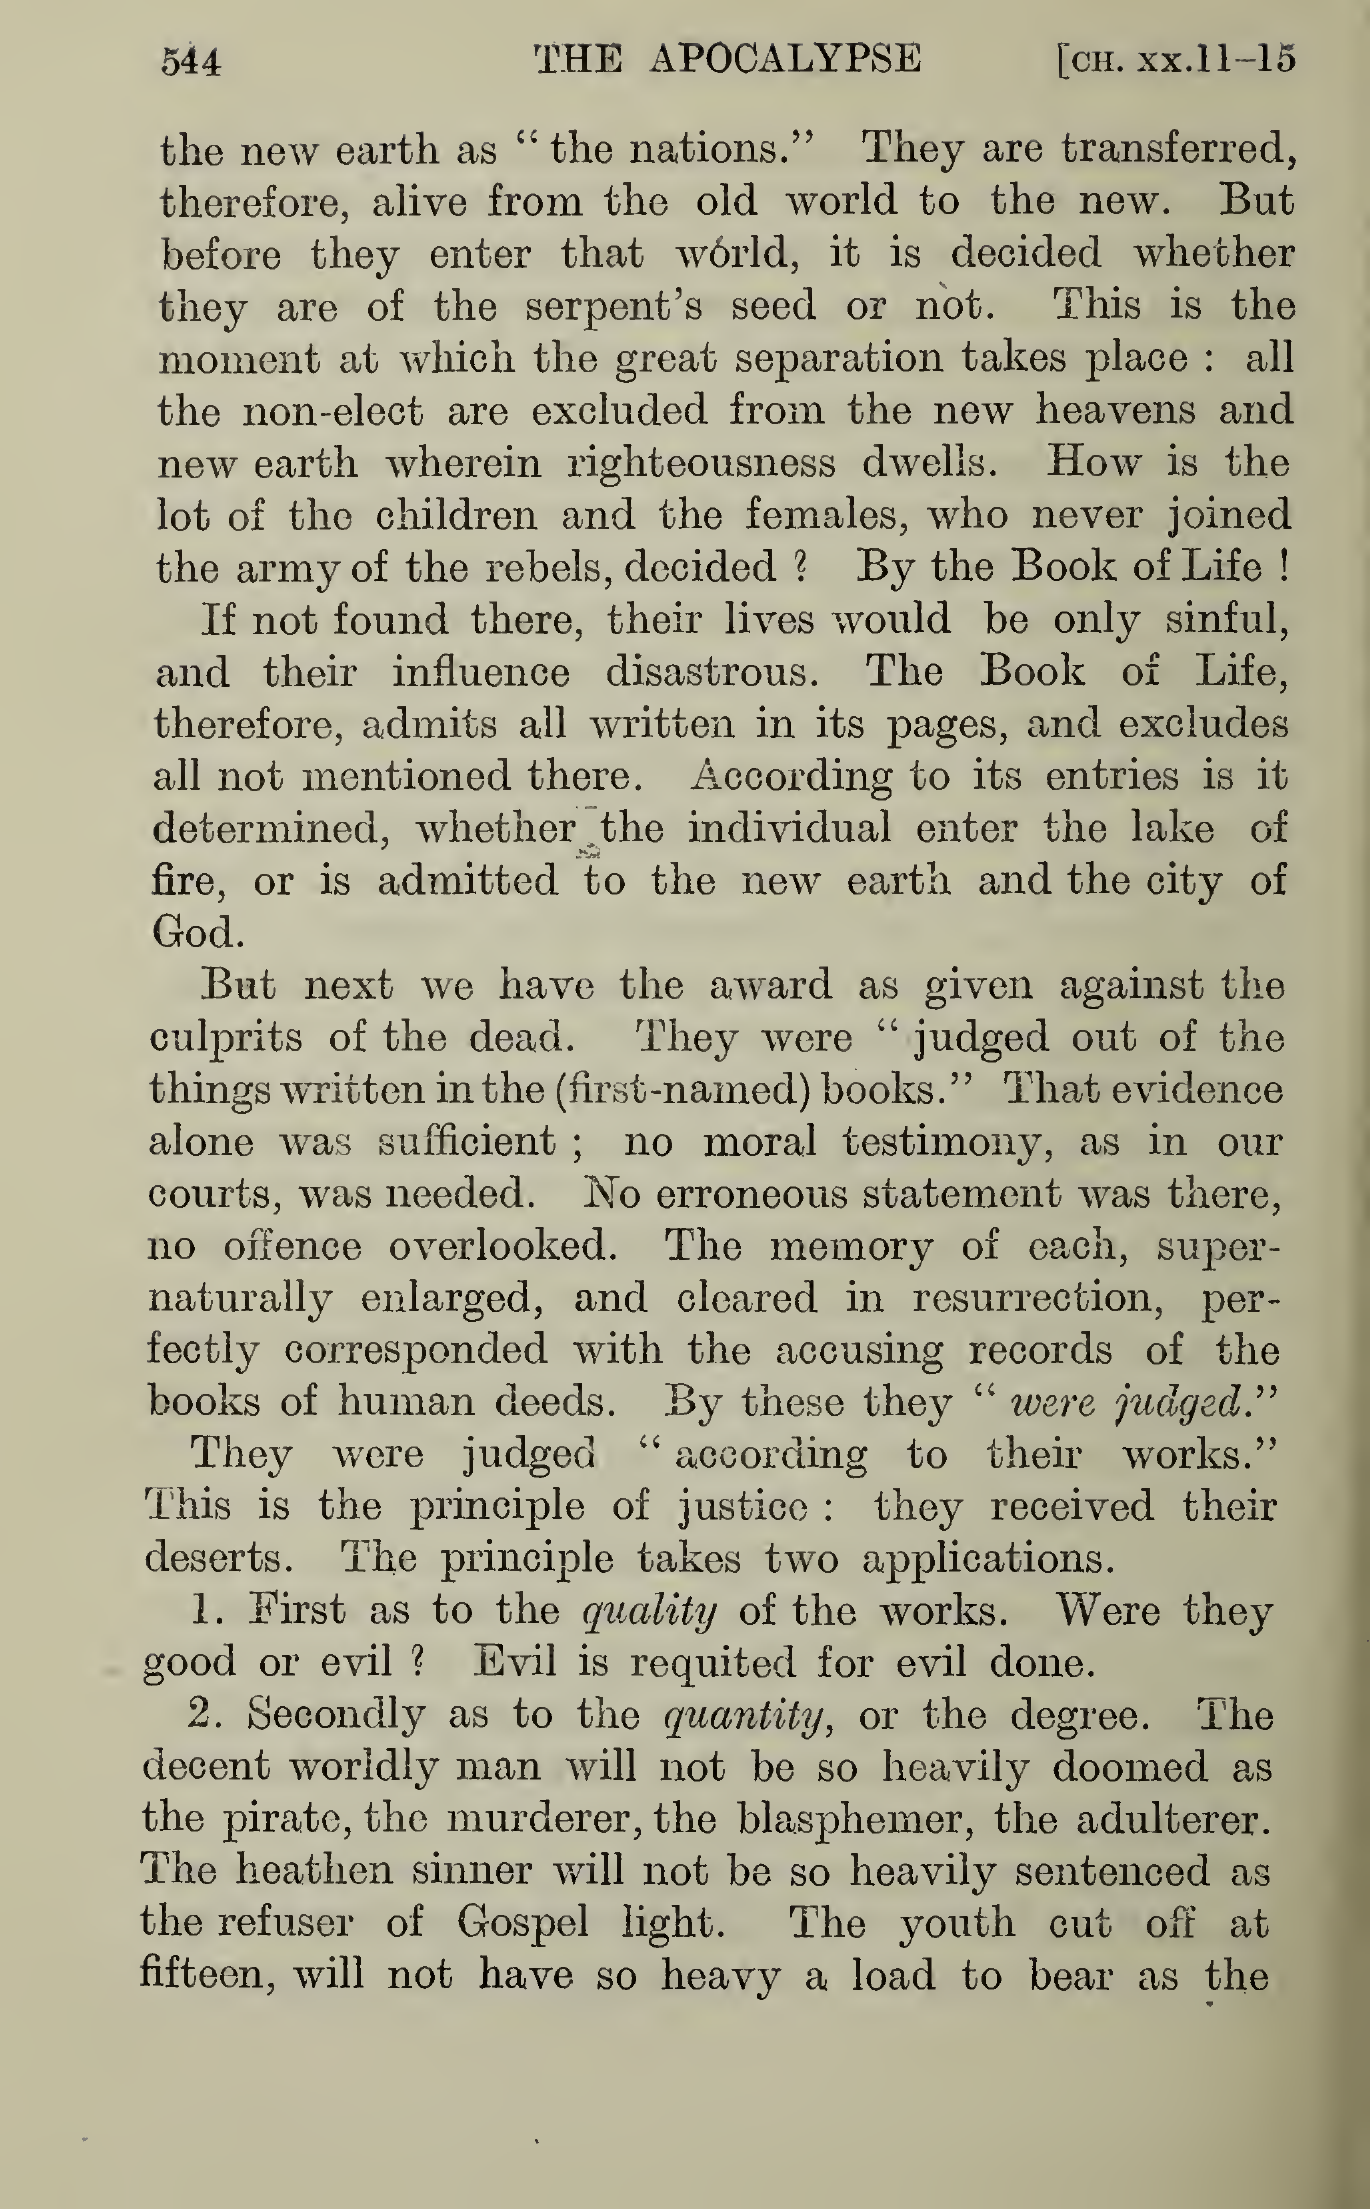 544 THE APOCALYPSE [CH. XX.11–15
the new earth as “ the nations.” They are transferred,
therefore, alive from the old world to the new. But
before they enter that world, it is decided whether
they are of the serpent’s seed or not. This is the
moment at which the great separation takes place : all
the non-elect are excluded from the new heavens and
new earth wherein righteousness dwells. How is the
lot of the children and the females, who never joined
the army of the rebels, decided ? By the Book of Life !
If not found there, their lives would be only sinful,
and their influence disastrous. The Book of Life,
therefore, admits all written in its pages, and excludes
all not mentioned there. According to its entries is it
determined, whether the individual enter the lake of
fire, or is admitted to the new earth and the city of
God.
But next we have the award as given against the
culprits of the dead. They were “ judged out of the
things written in the (first-named) books.” That evidence
alone was sufficient ; no moral testimony, as in our
courts, was needed. No erroneous statement was there,
no offence overlooked. The memory of each, super-
naturally enlarged, and cleared in resurrection, per-
fectly corresponded with the accusing records of the
books of human deeds. By these they “ were judged.”
They were judged “ according to their works.”
This is the principle of justice : they received their
deserts. The principle takes two applications.
1. First as to the quality of the works. Were they
good or evil ? Evil is requited for evil done.
2. Secondly as to the quantity, or the degree. The
decent worldly man will not be so heavily doomed as
the pirate, the murderer, the blasphemer, the adulterer.
The heathen sinner will not be so heavily sentenced as
the refuser of Gospel light. The youth cut off at
fifteen, will not have so heavy a load to bear as the